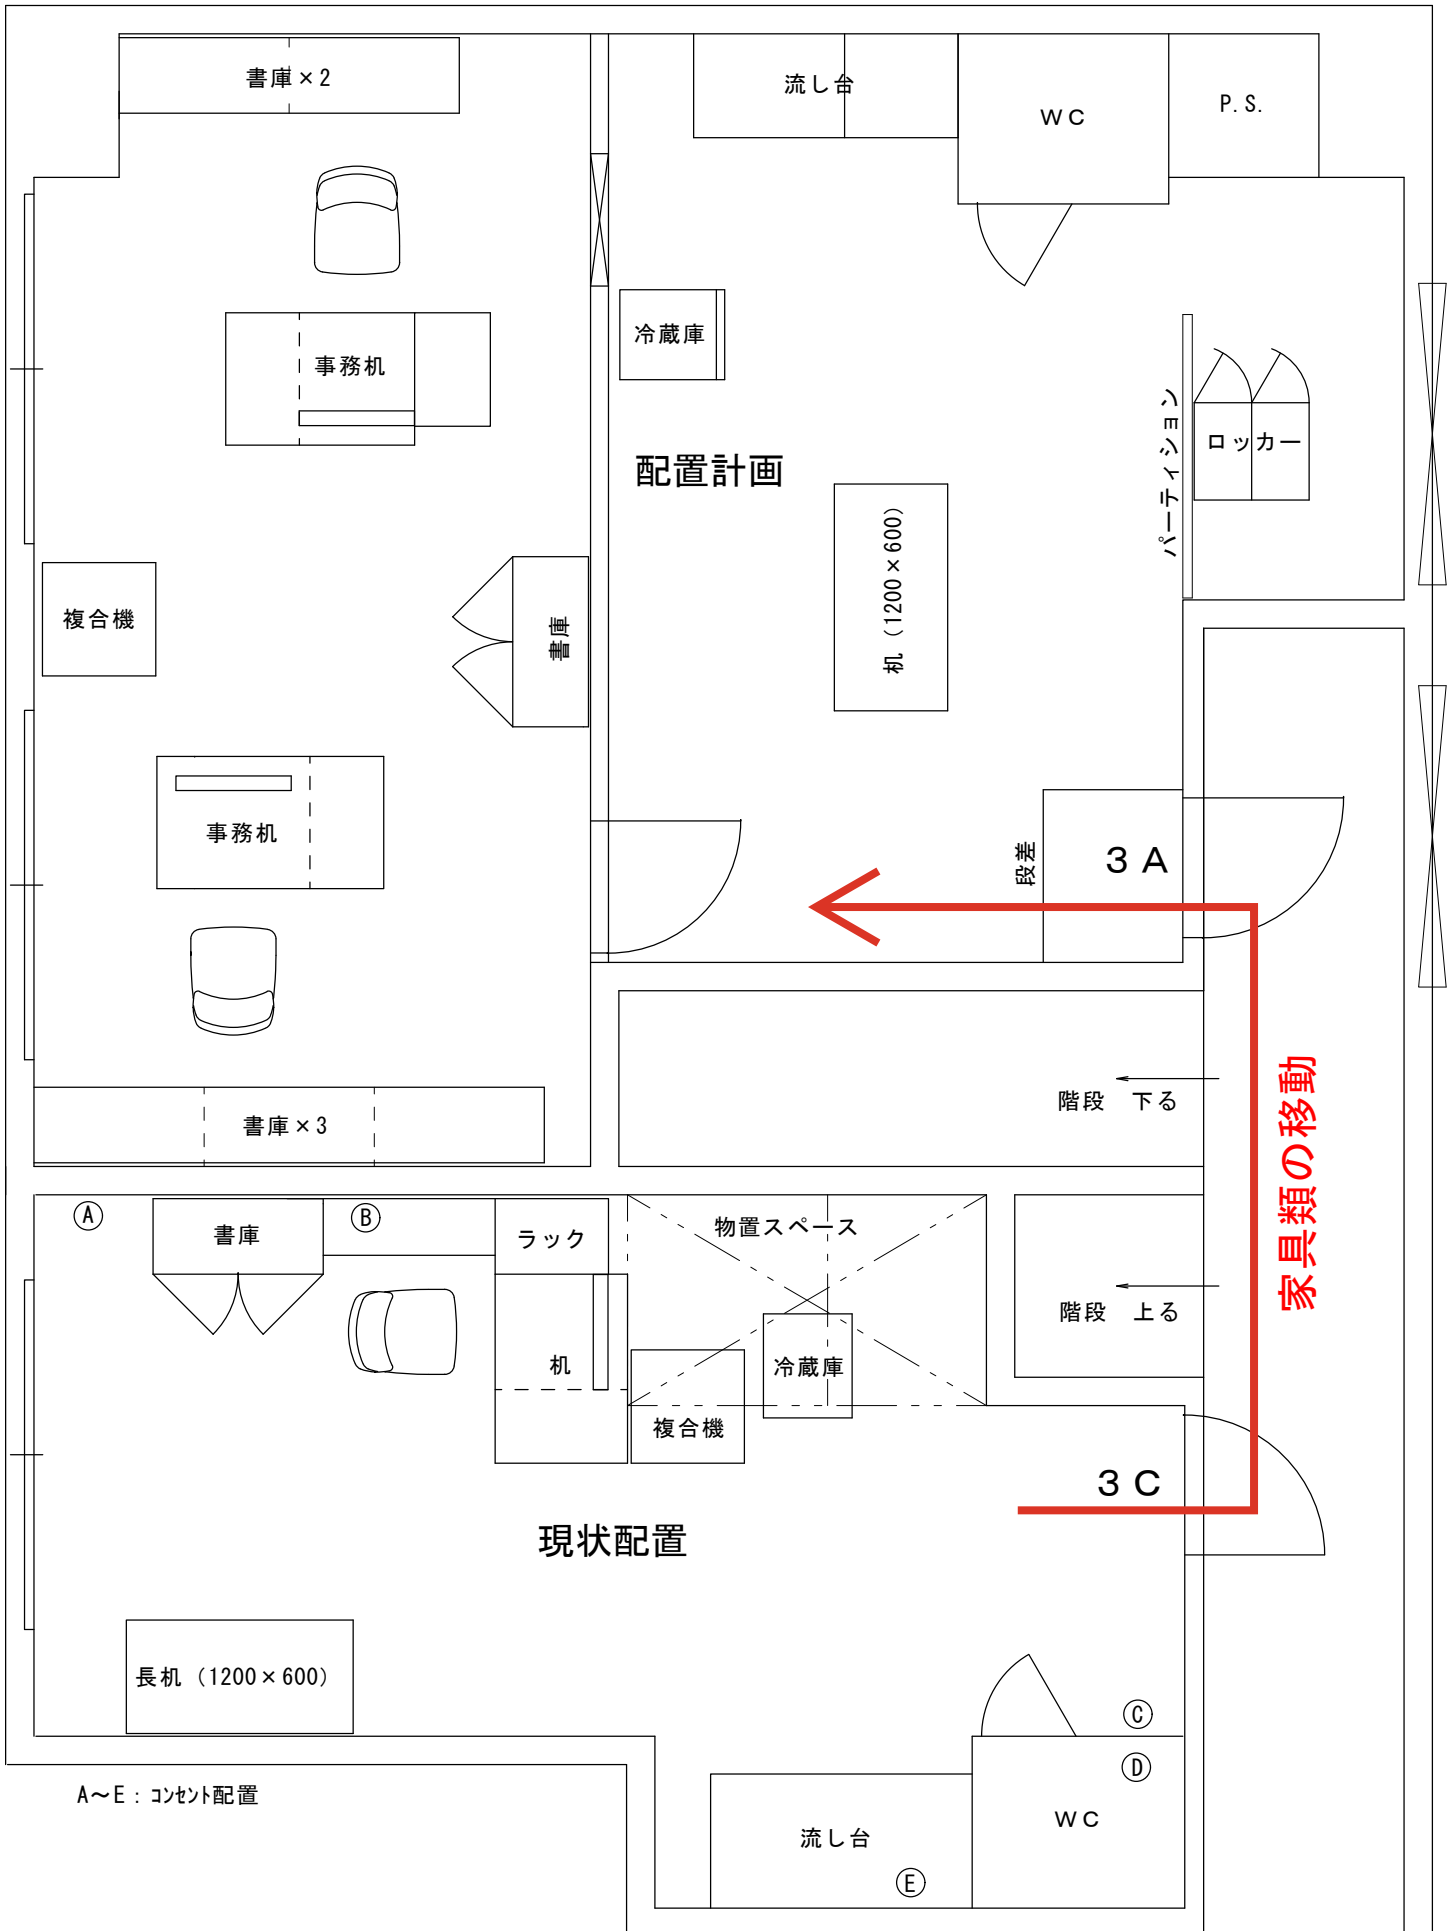 書庫×2
流し台
WC
P.S.
冷蔵庫
事務机
パーティション
ロッカー
配置計画
机（1200×600）
複合機
書庫
事務机
段差
3A
階段　下る
家具類の移動
書庫×3
Ⓐ
書庫
Ⓑ
ラック
物置スペース
階段　上る
机
冷蔵庫
複合機
3C
現状配置
長机（1200×600）
Ⓒ
Ⓓ
A～E：ｺﾝｾﾝﾄ配置
WC
流し台
Ⓔ